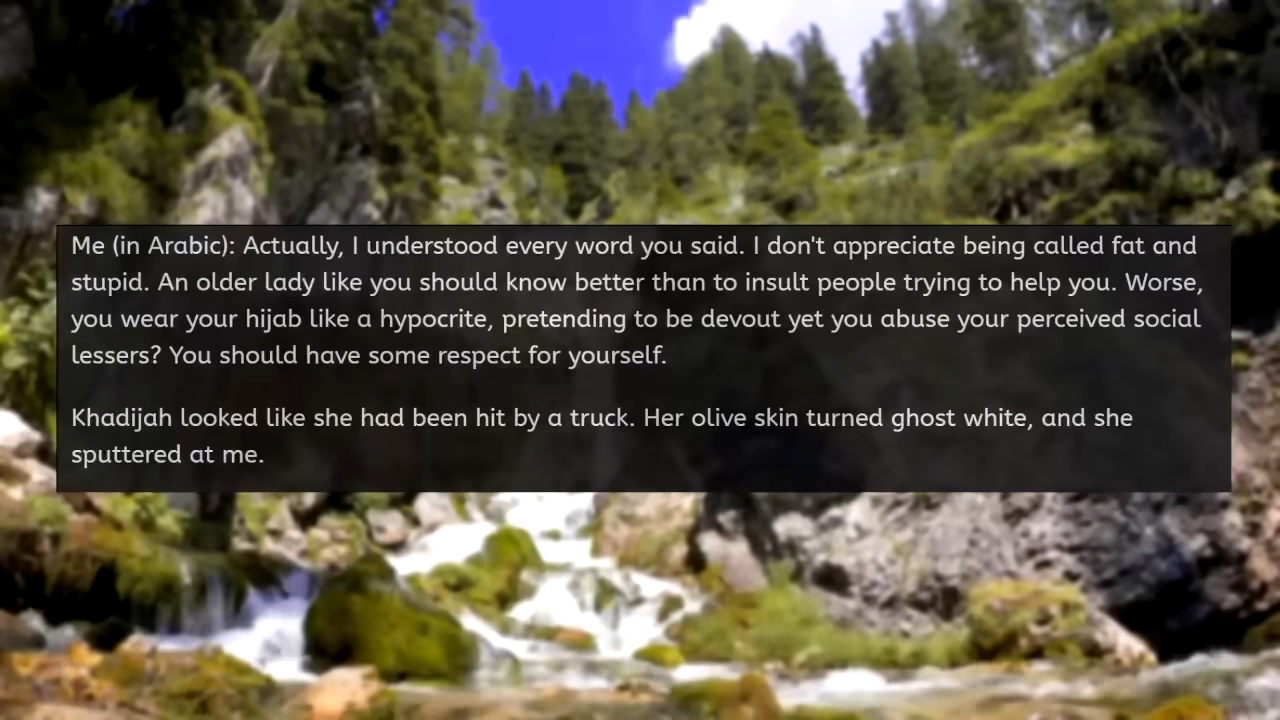 Me (in Arabic): Actually, I understood every word you said. I don't appreciate being called fat and
stupid. An older lady like you should know better than to insult people trying to help you. Worse,
you wear your hijab like a hypocrite, pretending to be devout yet you abuse your perceived social
lessers? You should have some respect for yourself.
Khadijah looked like she had been hit by a truck. Her olive skin turned ghost white, and she
sputtered at me.